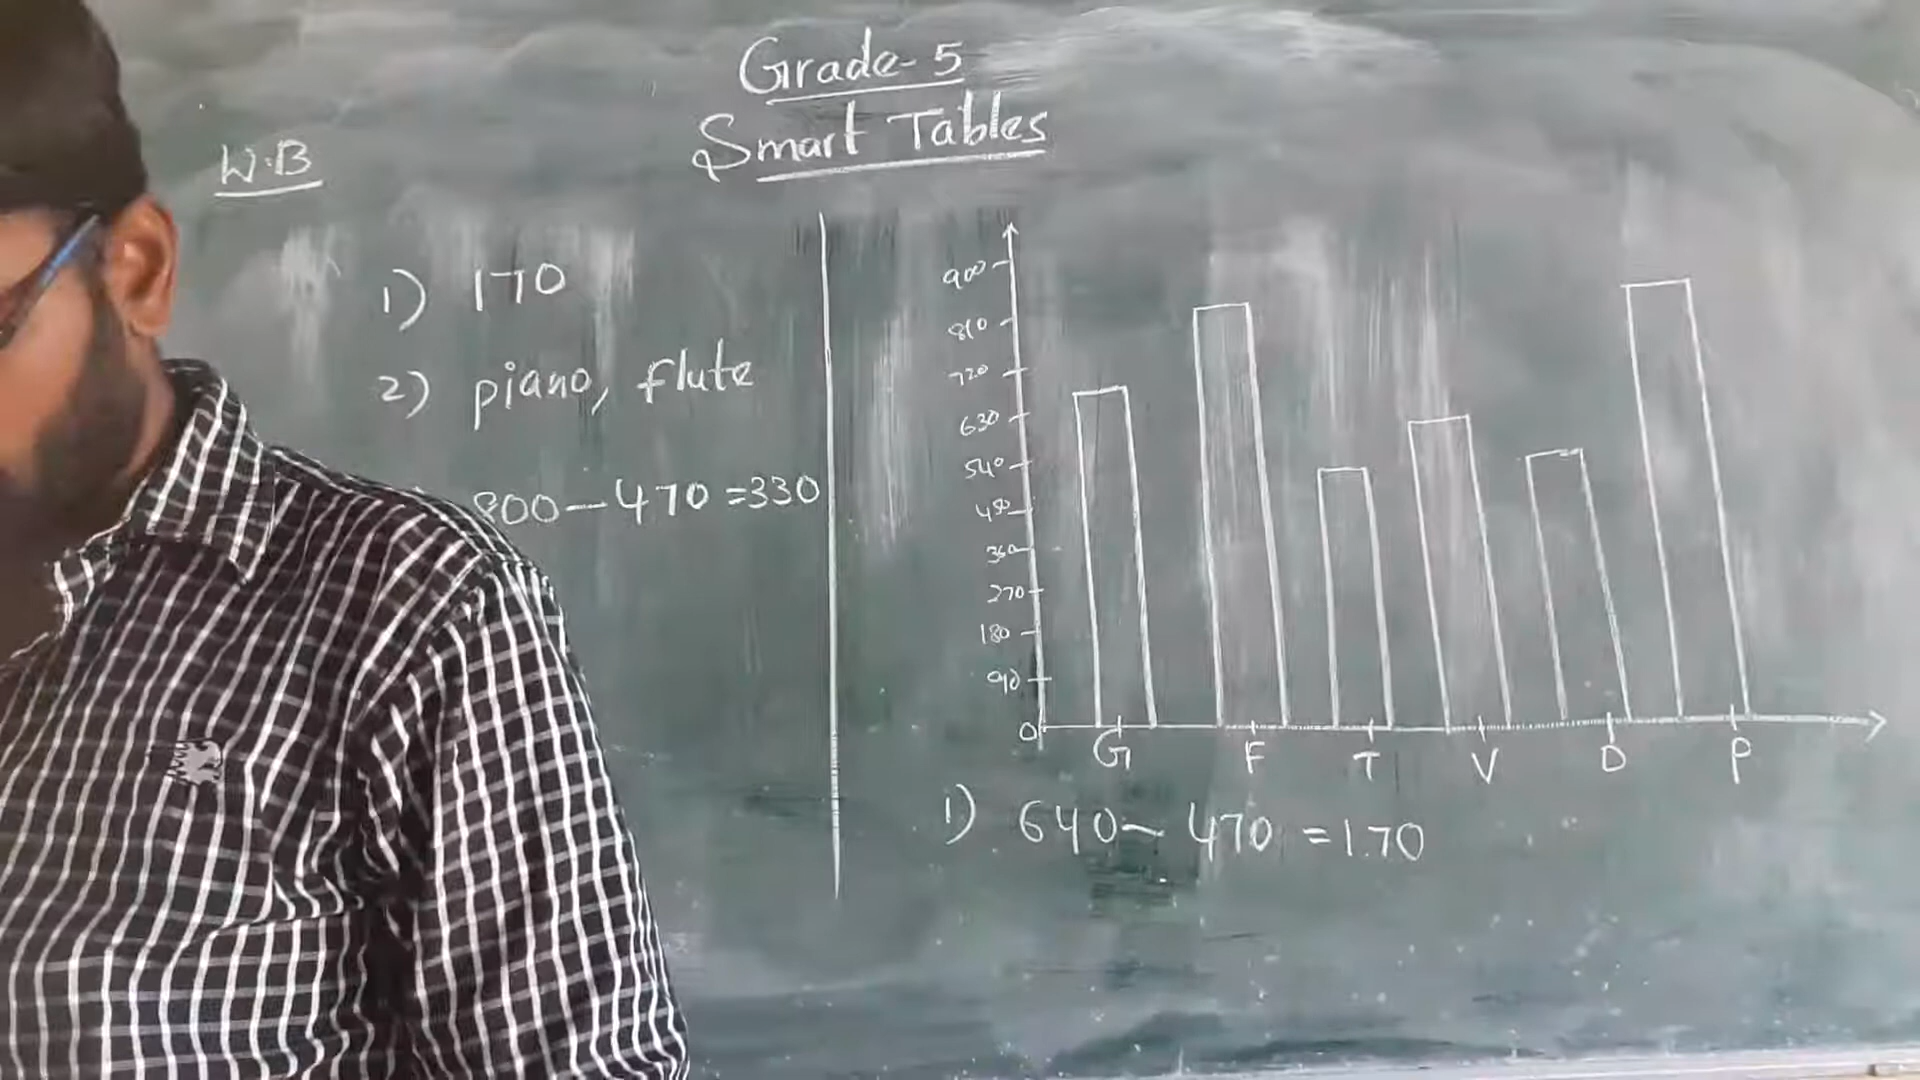 Grade-5
Smart Tables
W.B
1) 170
2) piano, flute
800-470=330
900
810
720
630
540
450
360
270
180
90
0
G F T V D P
1) 640-470=170